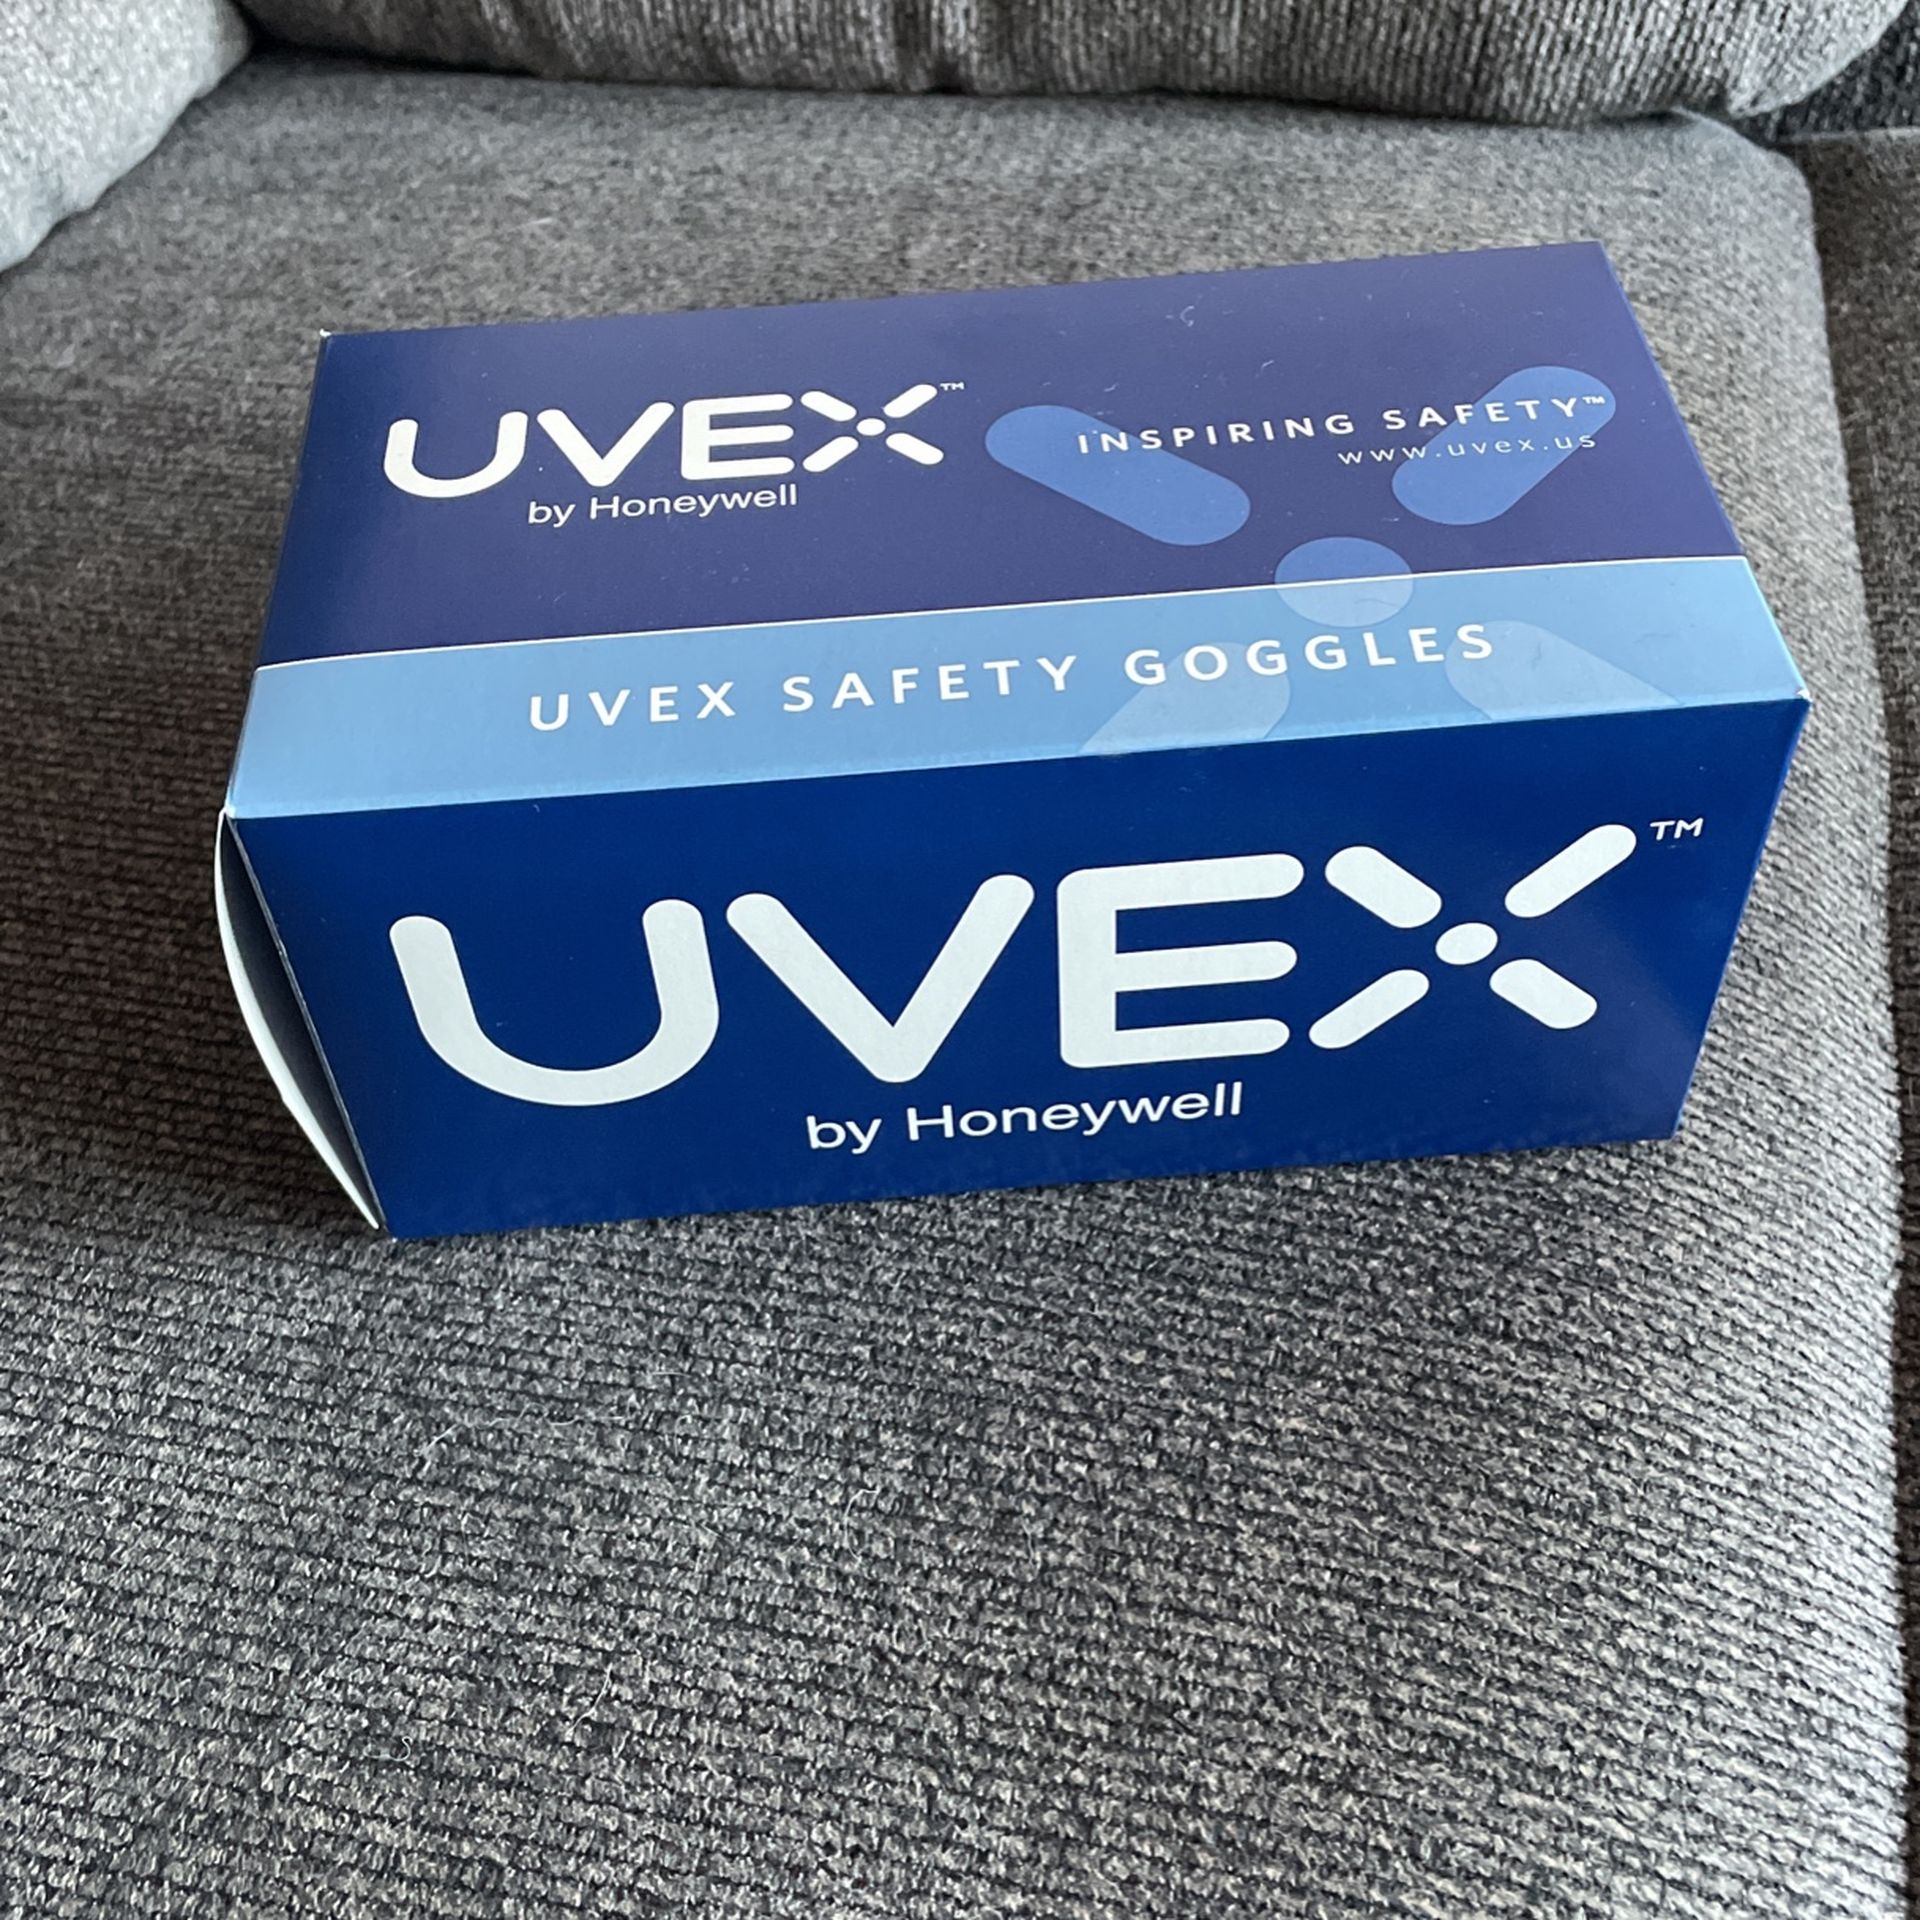 UVEX™
by Honeywell
INSPIRING SAFETY™
www.uvex.us
UVEX SAFETY GOGGLES
UVEX™
by Honeywell